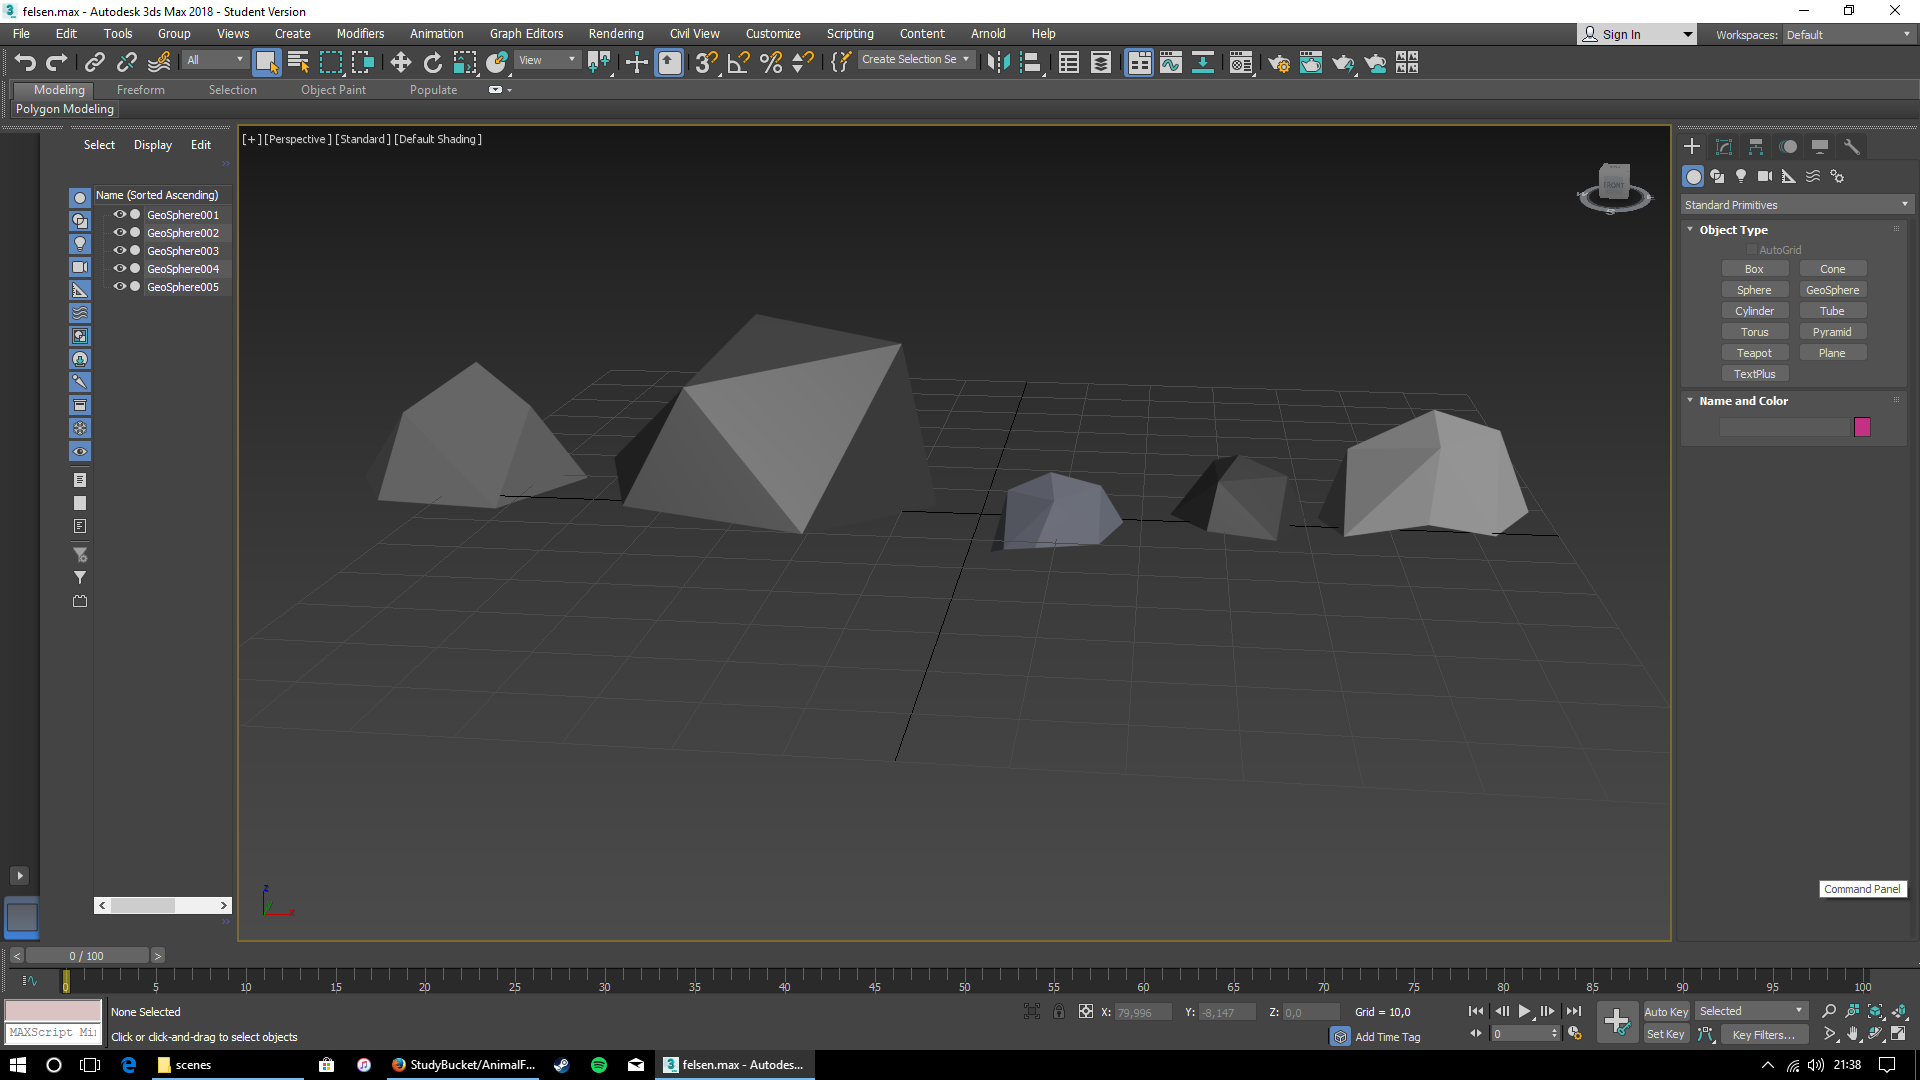 felsen.max - Autodesk 3ds Max 2018 - Student Version
File Edit Tools Group Views Create Modifiers Animation Graph Editors Rendering Civil View Customize Scripting Content Arnold Help
Sign In
Workspaces: Default
All
View
Create Selection Se
Modeling Freeform Selection Object Paint Populate
Polygon Modeling
Select Display Edit
Name (Sorted Ascending)
GeoSphere001
GeoSphere002
GeoSphere003
GeoSphere004
GeoSphere005
[+] [Perspective ] [Standard ] [Default Shading ]
FRONT
S
z
y
x
Standard Primitives
Object Type
AutoGrid
Box Cone
Sphere GeoSphere
Cylinder Tube
Torus Pyramid
Teapot Plane
TextPlus
Name and Color
Command Panel
< 0 / 100 >
0 5 10 15 20 25 30 35 40 45 50 55 60 65 70 75 80 85 90 95 100
None Selected
X: 79,996 Y: -8,147 Z: 0,0 Grid = 10,0
Auto Key Selected
MAXScript Mi
Click or click-and-drag to select objects
Add Time Tag
0
Set Key Key Filters...
scenes
StudyBucket/AnimalF...
felsen.max - Autodes...
21:38